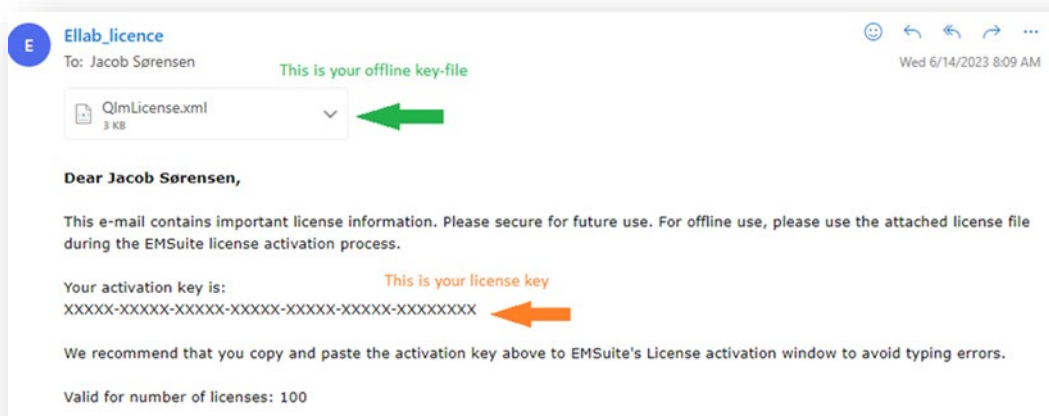 E
Ellab_licence
To: Jacob Sørensen
Wed 6/14/2023 8:09 AM
This is your offline key-file
QlmLicense.xml
3 KB
Dear Jacob Sørensen,
This e-mail contains important license information. Please secure for future use. For offline use, please use the attached license file
during the EMSuite license activation process.
This is your license key
Your activation key is:
XXXXX-XXXXX-XXXXX-XXXXX-XXXXX-XXXXX-XXXXXXXX
We recommend that you copy and paste the activation key above to EMSuite's License activation window to avoid typing errors.
Valid for number of licenses: 100